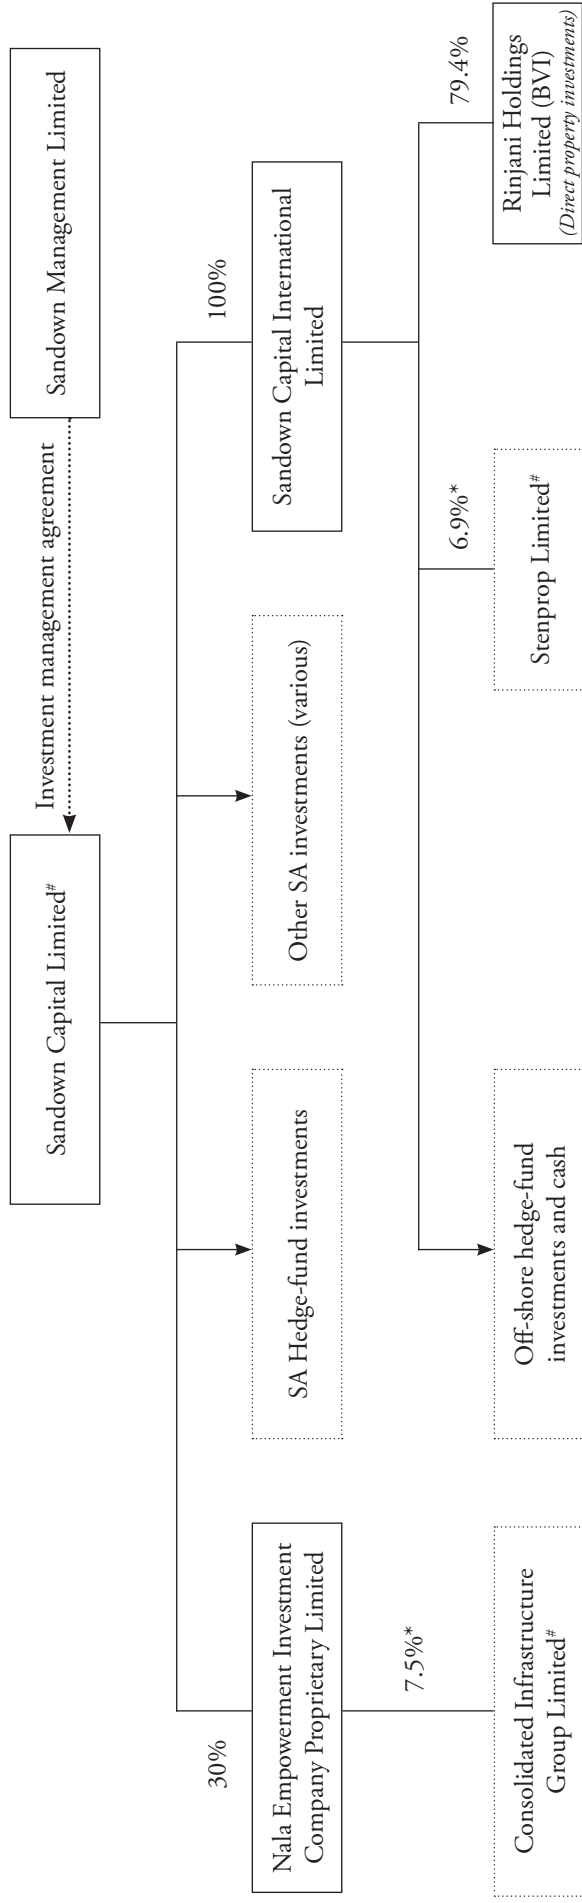 Sandown Capital Limited#
Investment management agreement
Sandown Management Limited
30%
100%
Nala Empowerment Investment
Company Proprietary Limited
SA Hedge-fund investments
Other SA investments (various)
Sandown Capital International
Limited
7.5%*
6.9%*
79.4%
Consolidated Infrastructure
Group Limited#
Off-shore hedge-fund
investments and cash
Stenprop Limited#
Rinjani Holdings
Limited (BVI)
(Direct property investments)